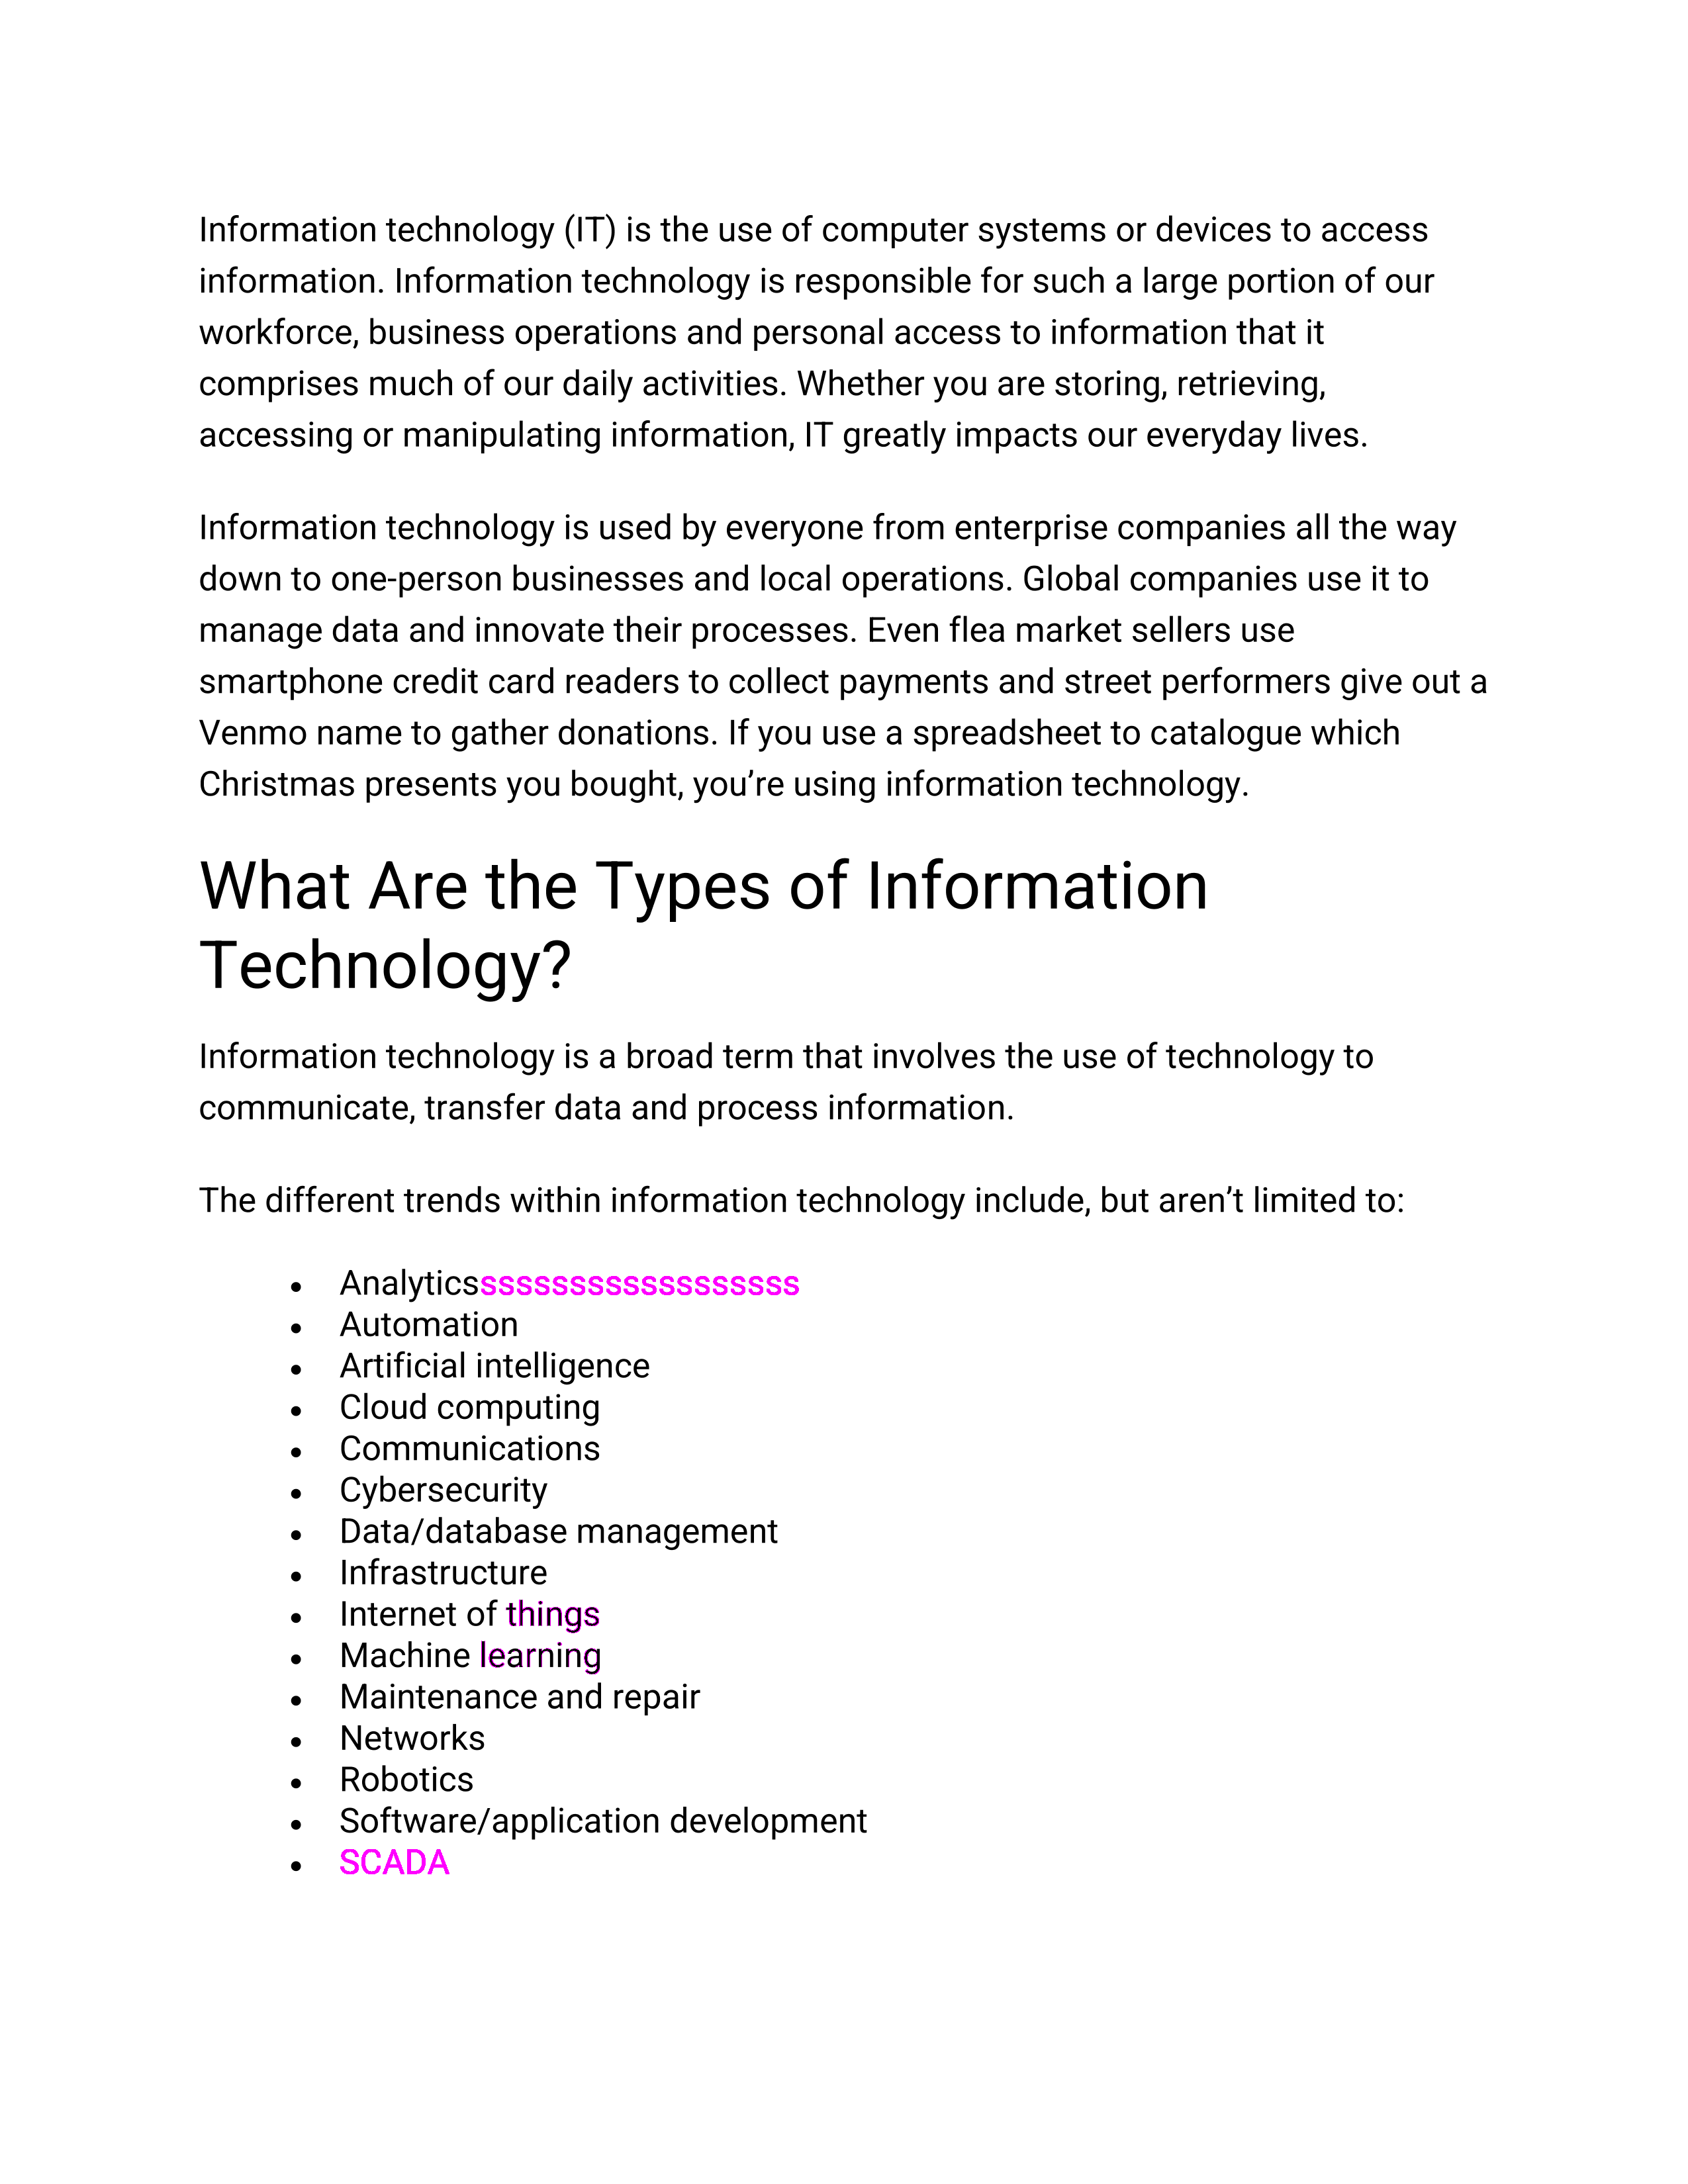 Information technology (IT) is the use of computer systems or devices to access
information. Information technology is responsible for such a large portion of our
workforce, business operations and personal access to information that it
comprises much of our daily activities. Whether you are storing, retrieving,
accessing or manipulating information, IT greatly impacts our everyday lives.
Information technology is used by everyone from enterprise companies all the way
down to one-person businesses and local operations. Global companies use it to
manage data and innovate their processes. Even flea market sellers use
smartphone credit card readers to collect payments and street performers give out a
Venmo name to gather donations. If you use a spreadsheet to catalogue which
Christmas presents you bought, you’re using information technology.
What Are the Types of Information
Technology?
Information technology is a broad term that involves the use of technology to
communicate, transfer data and process information.
The different trends within information technology include, but aren’t limited to:
• Analyticsssssssssssssssssss
• Automation
• Artificial intelligence
• Cloud computing
• Communications
• Cybersecurity
• Data/database management
• Infrastructure
• Internet of things
• Machine learning
• Maintenance and repair
• Networks
• Robotics
• Software/application development
• SCADA